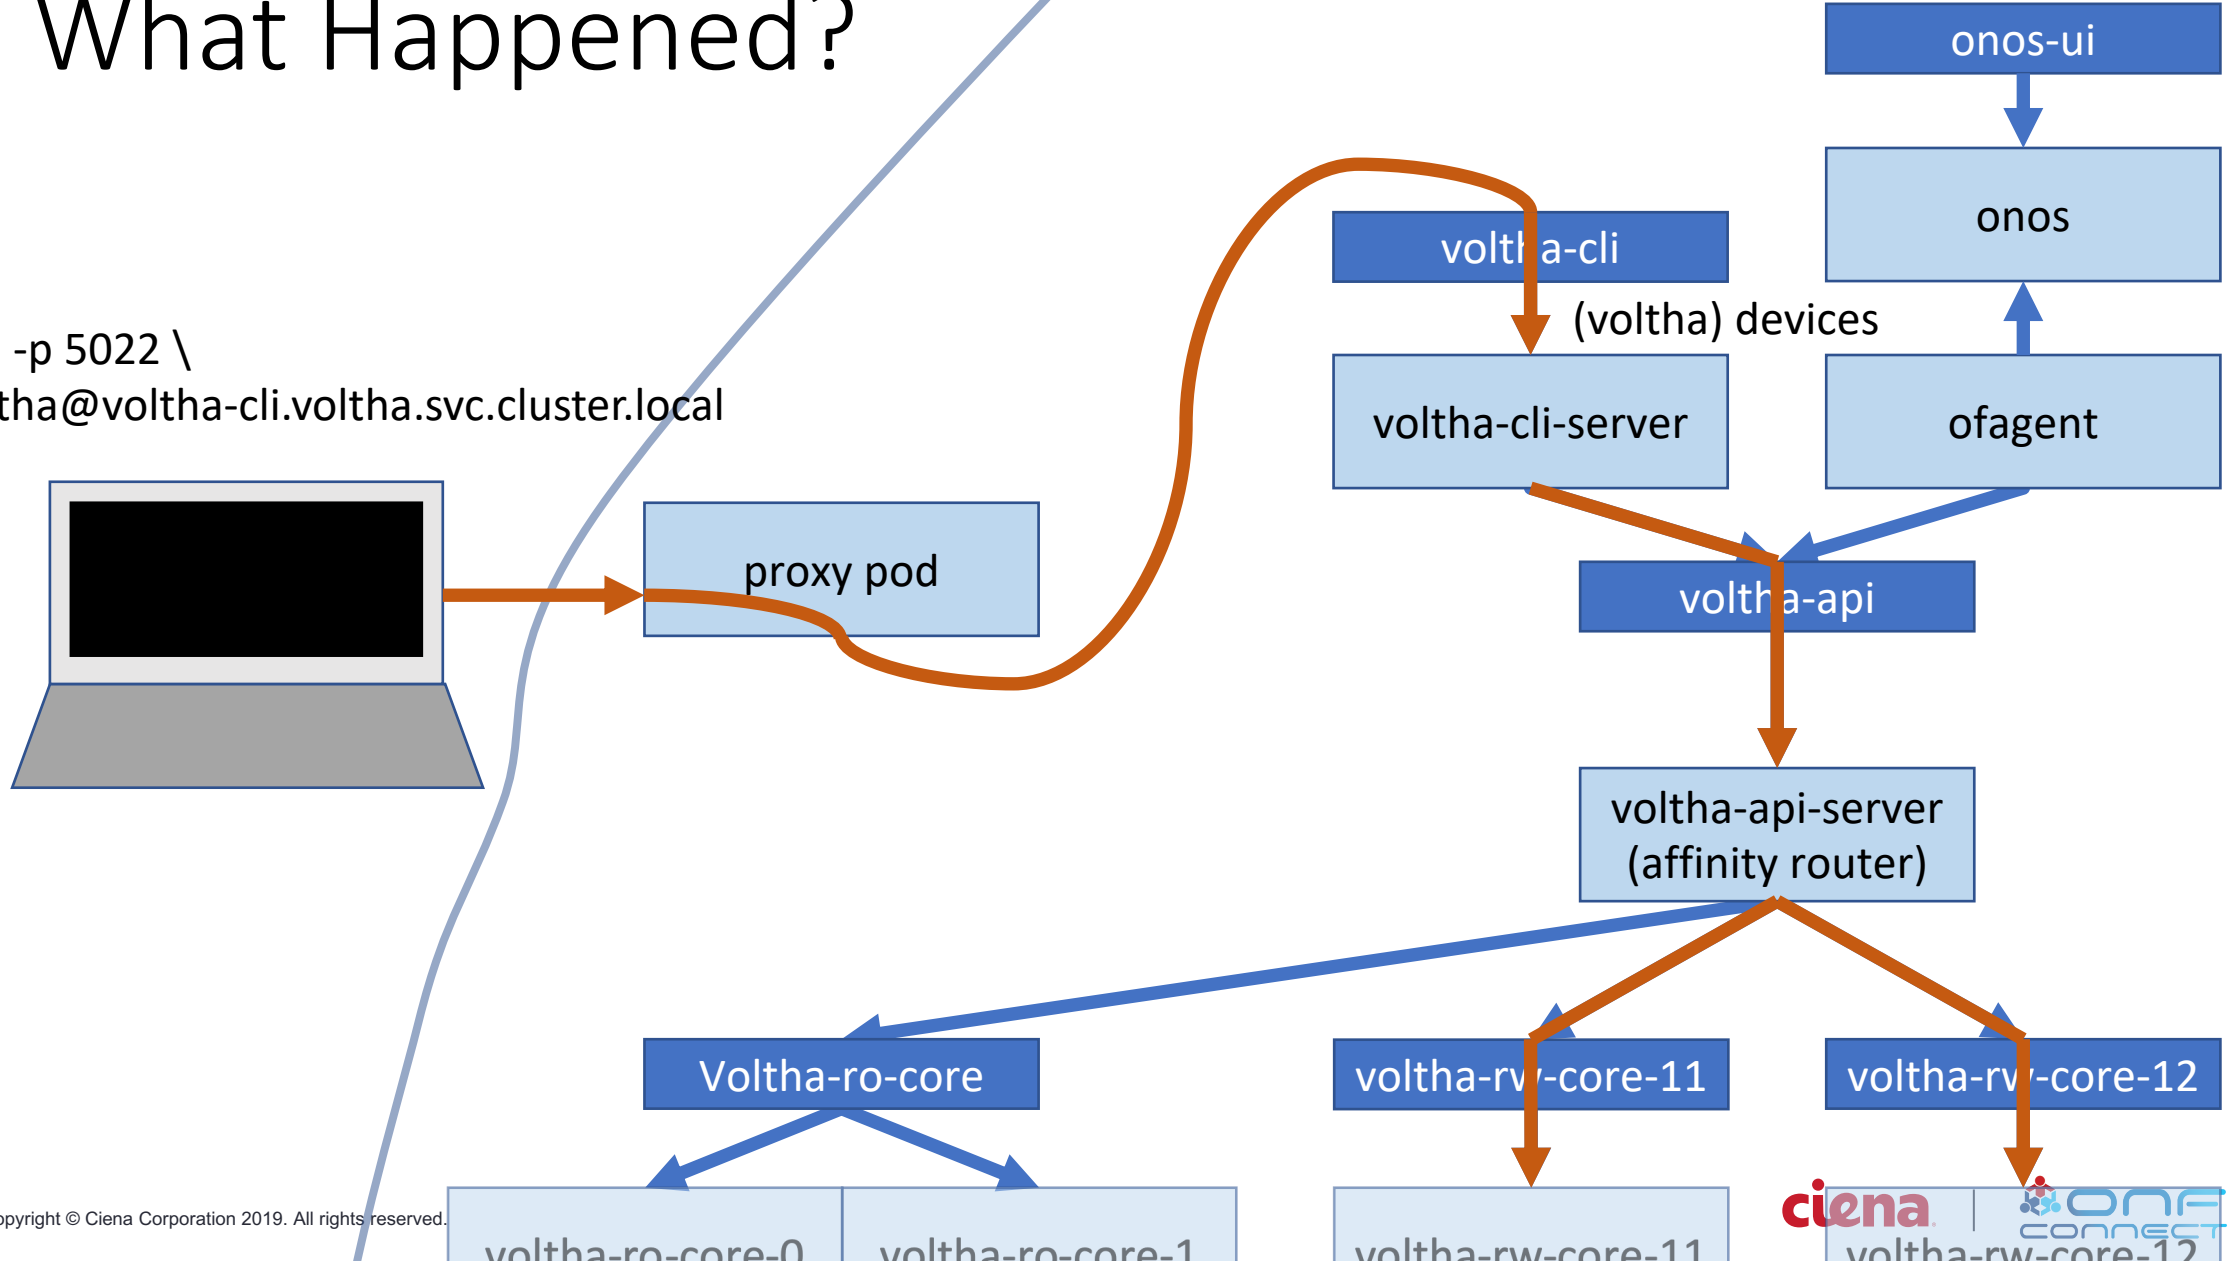 What Happened?
onos-ui
onos
voltha-cli
(voltha) devices
-p 5022 \
tha@voltha-cli.voltha.svc.cluster.local
voltha-cli-server
ofagent
proxy pod
voltha-api
voltha-api-server
(affinity router)
Voltha-ro-core
voltha-rw-core-11
voltha-rw-core-12
opyright © Ciena Corporation 2019. All rights reserved.
voltha-ro-core-0
voltha-ro-core-1
voltha-rw-core-11
voltha-rw-core-12
ciena
ONF
CONNECT